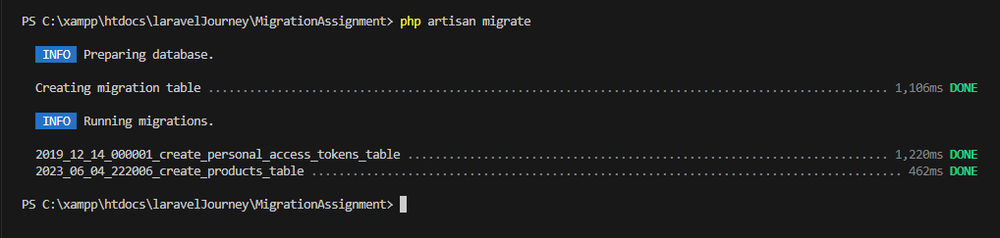 PS C:\xampp\htdocs\laravelJourney\MigrationAssignment> php artisan migrate
INFO Preparing database.
Creating migration table ................................................................................................... 1,106ms DONE
INFO Running migrations.
2019_12_14_000001_create_personal_access_tokens_table ...................................................................... 1,220ms DONE
2023_06_04_222006_create_products_table ...................................................................................... 462ms DONE
PS C:\xampp\htdocs\laravelJourney\MigrationAssignment>